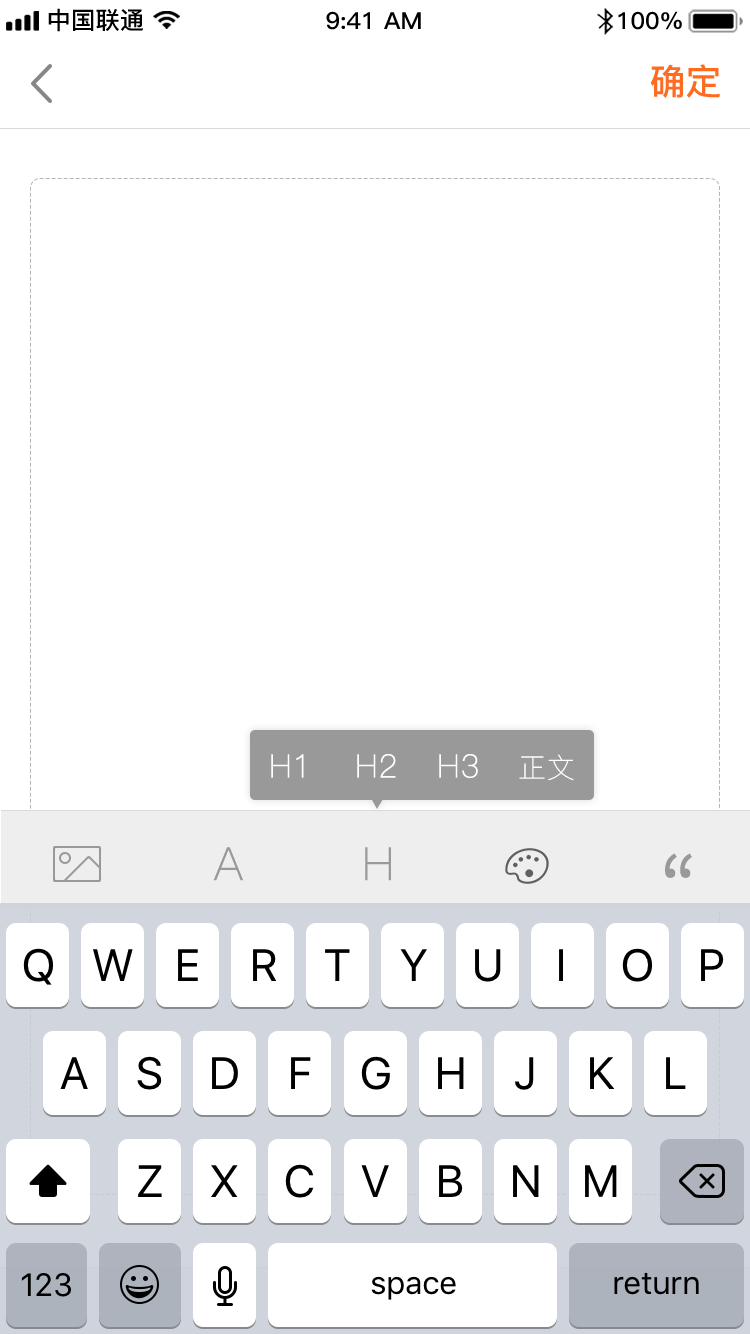 中国联通 9:41 AM 100%
确定
H1 H2 H3 正文
A H “
Q W E R T Y U I O P
A S D F G H J K L
Z X C V B N M
123 space return